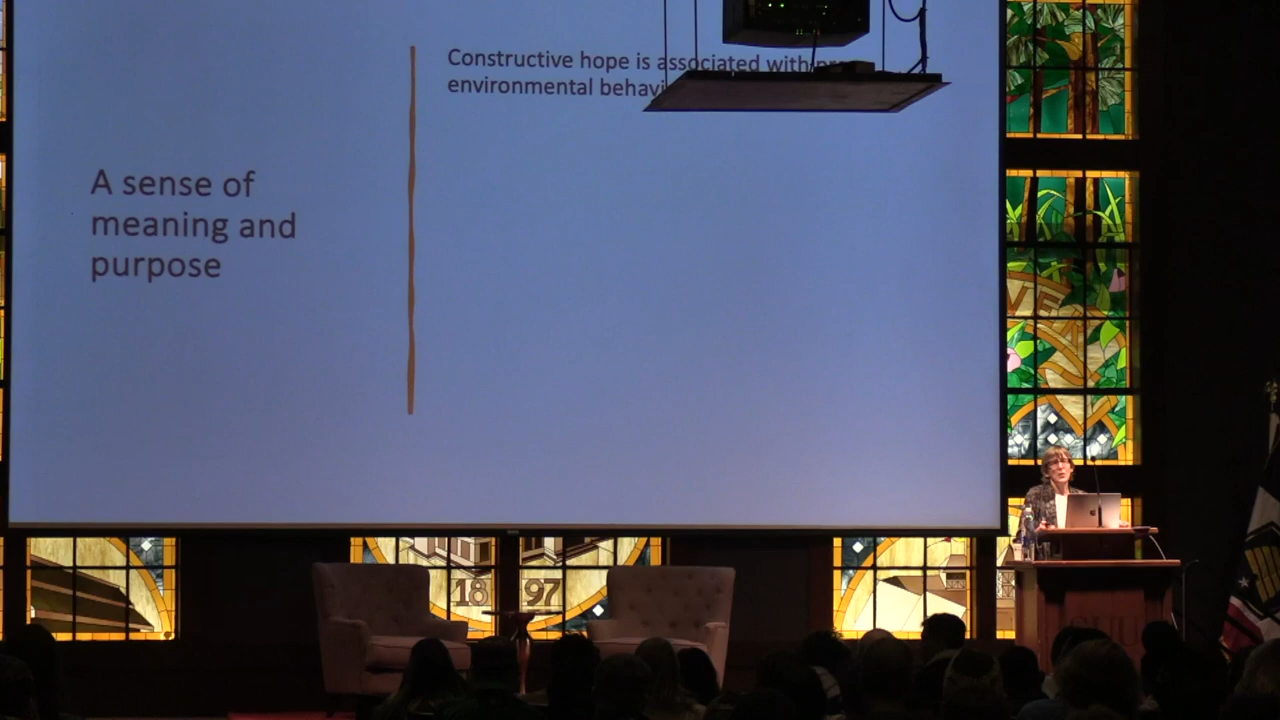 A sense of
meaning and
purpose
Constructive hope is associated with
environmental
18 97